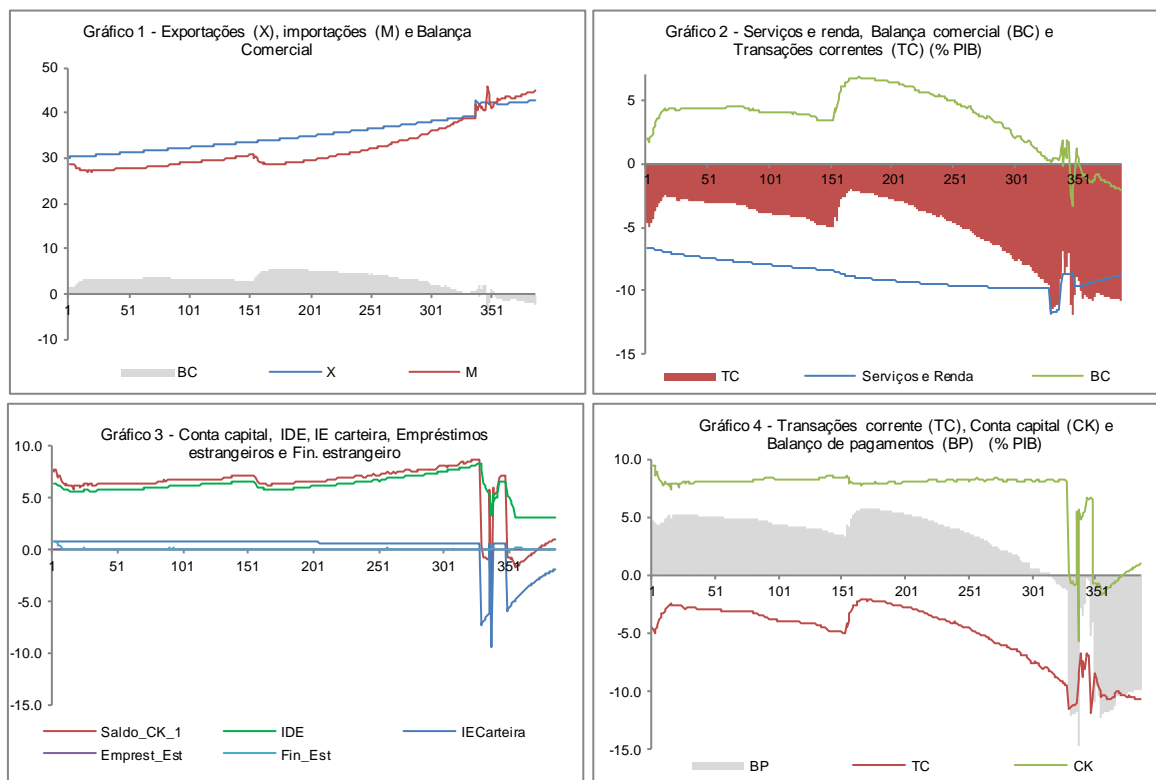 Gráfico 1 - Exportações (X), importações (M) e Balança
Comercial
50
40
30
20
10
0
-10
1
51
101
151
201
251
301
351
BC
X
M
Gráfico 2 - Serviços e renda, Balança comercial (BC) e
Transações correntes (TC) (% PIB)
5
0
-5
-10
-15
1
51
101
151
201
251
301
351
TC
Serviços e Renda
BC
Gráfico 3 - Conta capital, IDE, IE carteira, Empréstimos
estrangeiros e Fin. estrangeiro
10.0
5.0
0.0
-5.0
-10.0
-15.0
1
51
101
151
201
251
301
351
Saldo_CK_1
IDE
IECarteira
Emprest_Est
Fin_Est
Gráfico 4 - Transações corrente (TC), Conta capital (CK) e
Balanço de pagamentos (BP) (% PIB)
10.0
5.0
0.0
-5.0
-10.0
-15.0
1
51
101
151
201
251
301
351
BP
TC
CK